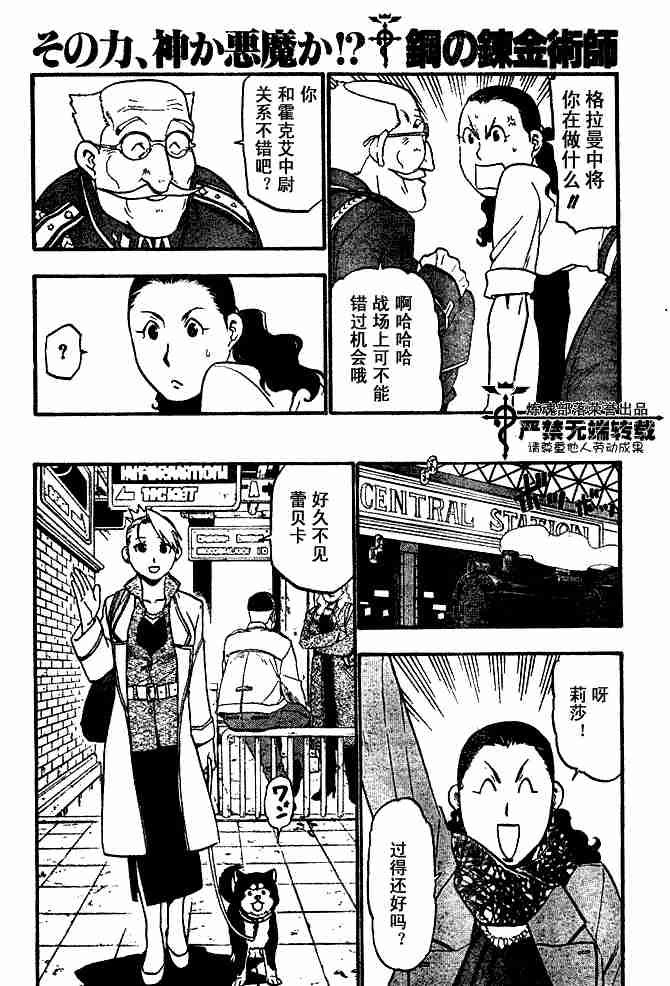 その力、神か悪魔か!? 鋼の錬金術師
格拉曼中将
你在做什么!!
啊哈哈哈
战场上可不能
错过机会哦
你
和霍克艾中尉
关系不错吧？
？
炼魂部落荣誉出品
严禁无端转载
请尊重他人劳动成果
CENTRAL STATION
INFORMATION
TICKET
好久不见
蕾贝卡
ワン
呀
莉莎！
过得还好吗？